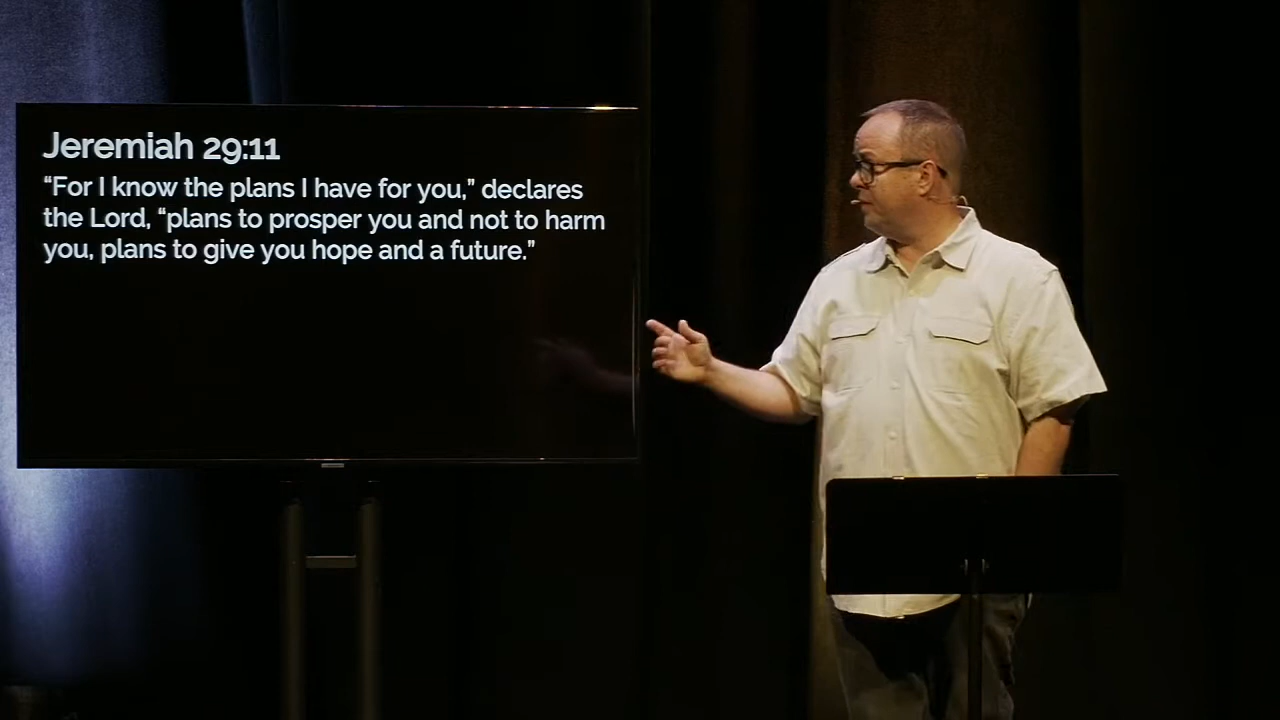 Jeremiah 29:11
“For I know the plans I have for you,” declares
the Lord, “plans to prosper you and not to harm
you, plans to give you hope and a future.”